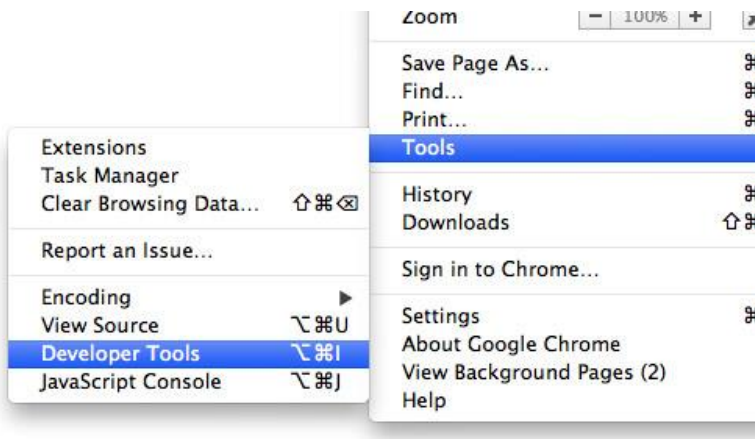 Zoom − 100% +
Save Page As... ⌘
Find... ⌘
Print... ⌘
Tools
History ⌘
Downloads ⇧⌘
Sign in to Chrome...
Settings ⌘
About Google Chrome
View Background Pages (2)
Help
Extensions
Task Manager
Clear Browsing Data... ⇧⌘⌫
Report an Issue...
Encoding ▶
View Source ⌥⌘U
Developer Tools ⌥⌘I
JavaScript Console ⌥⌘J